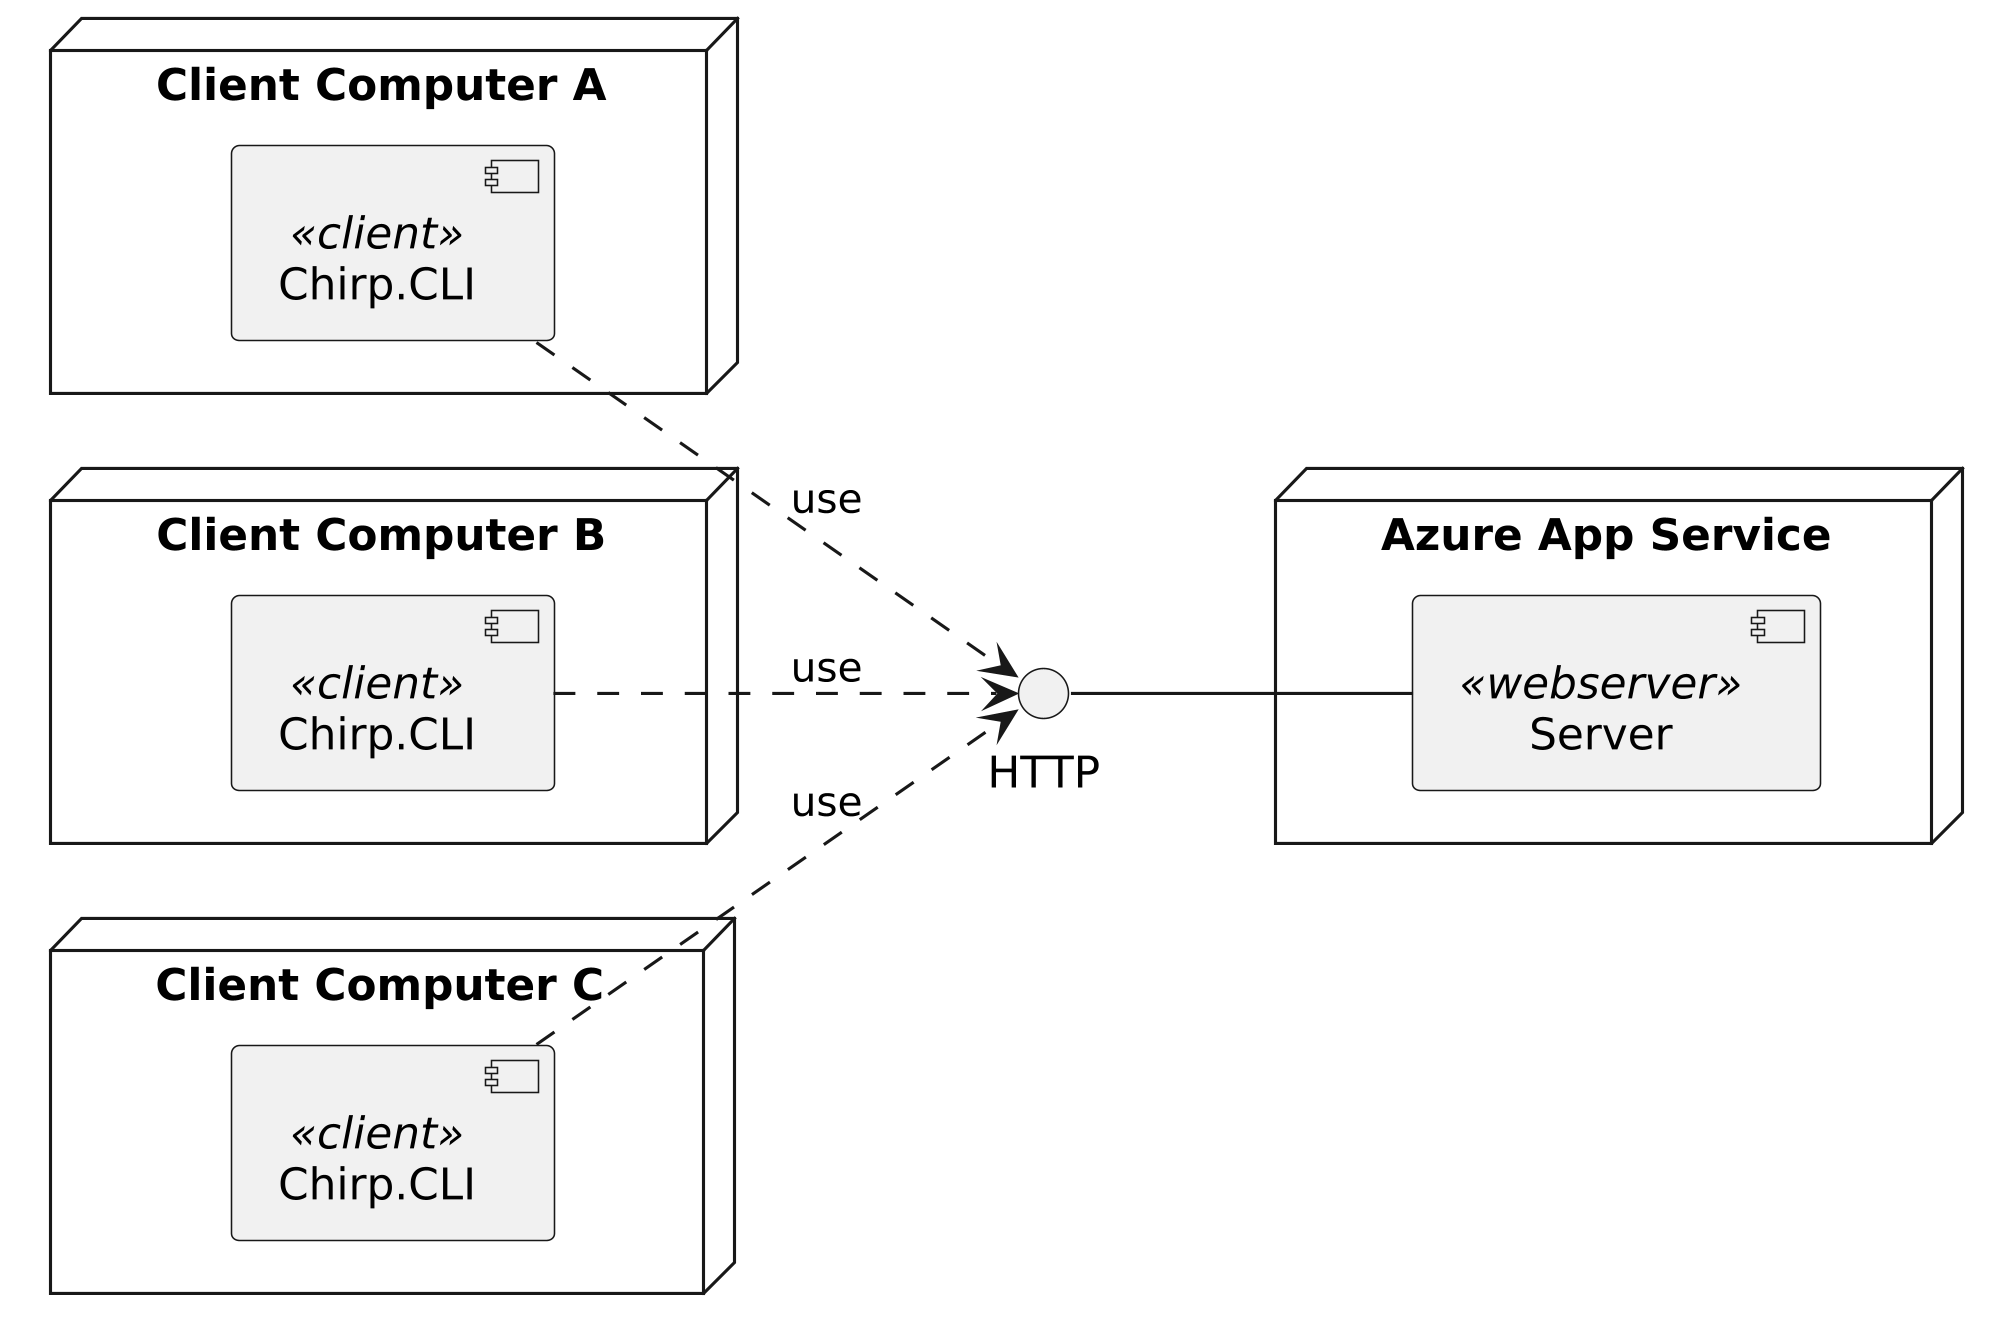 Client Computer A
«client»
Chirp.CLI
use
Client Computer B
«client»
Chirp.CLI
use
HTTP
Azure App Service
«webserver»
Server
use
Client Computer C
«client»
Chirp.CLI